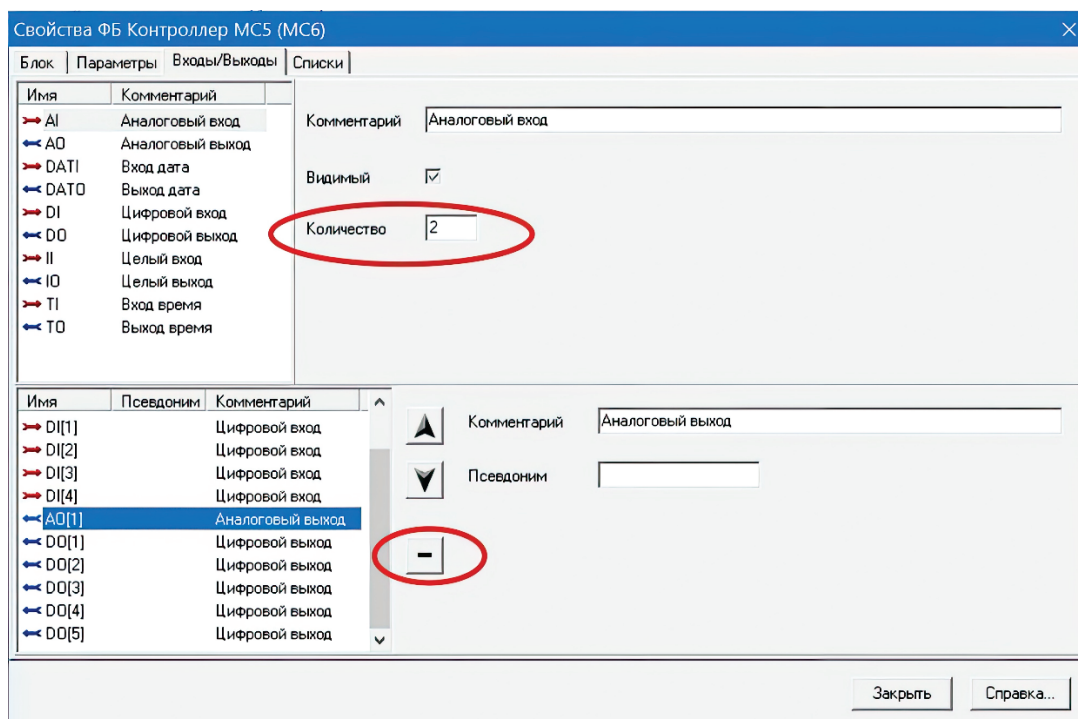 Свойства ФБ Контроллер МС5 (МС6)
Блок Параметры Входы/Выходы Списки
Имя Комментарий
AI Аналоговый вход
AO Аналоговый выход
DATI Вход дата
DATO Выход дата
DI Цифровой вход
DO Цифровой выход
II Целый вход
IO Целый выход
TI Вход время
TO Выход время
Комментарий Аналоговый вход
Видимый
Количество 2
Имя Псевдоним Комментарий
DI[1] Цифровой вход
DI[2] Цифровой вход
DI[3] Цифровой вход
DI[4] Цифровой вход
AO[1] Аналоговый выход
DO[1] Цифровой выход
DO[2] Цифровой выход
DO[3] Цифровой выход
DO[4] Цифровой выход
DO[5] Цифровой выход
Комментарий Аналоговый выход
Псевдоним
Закрыть Справка...